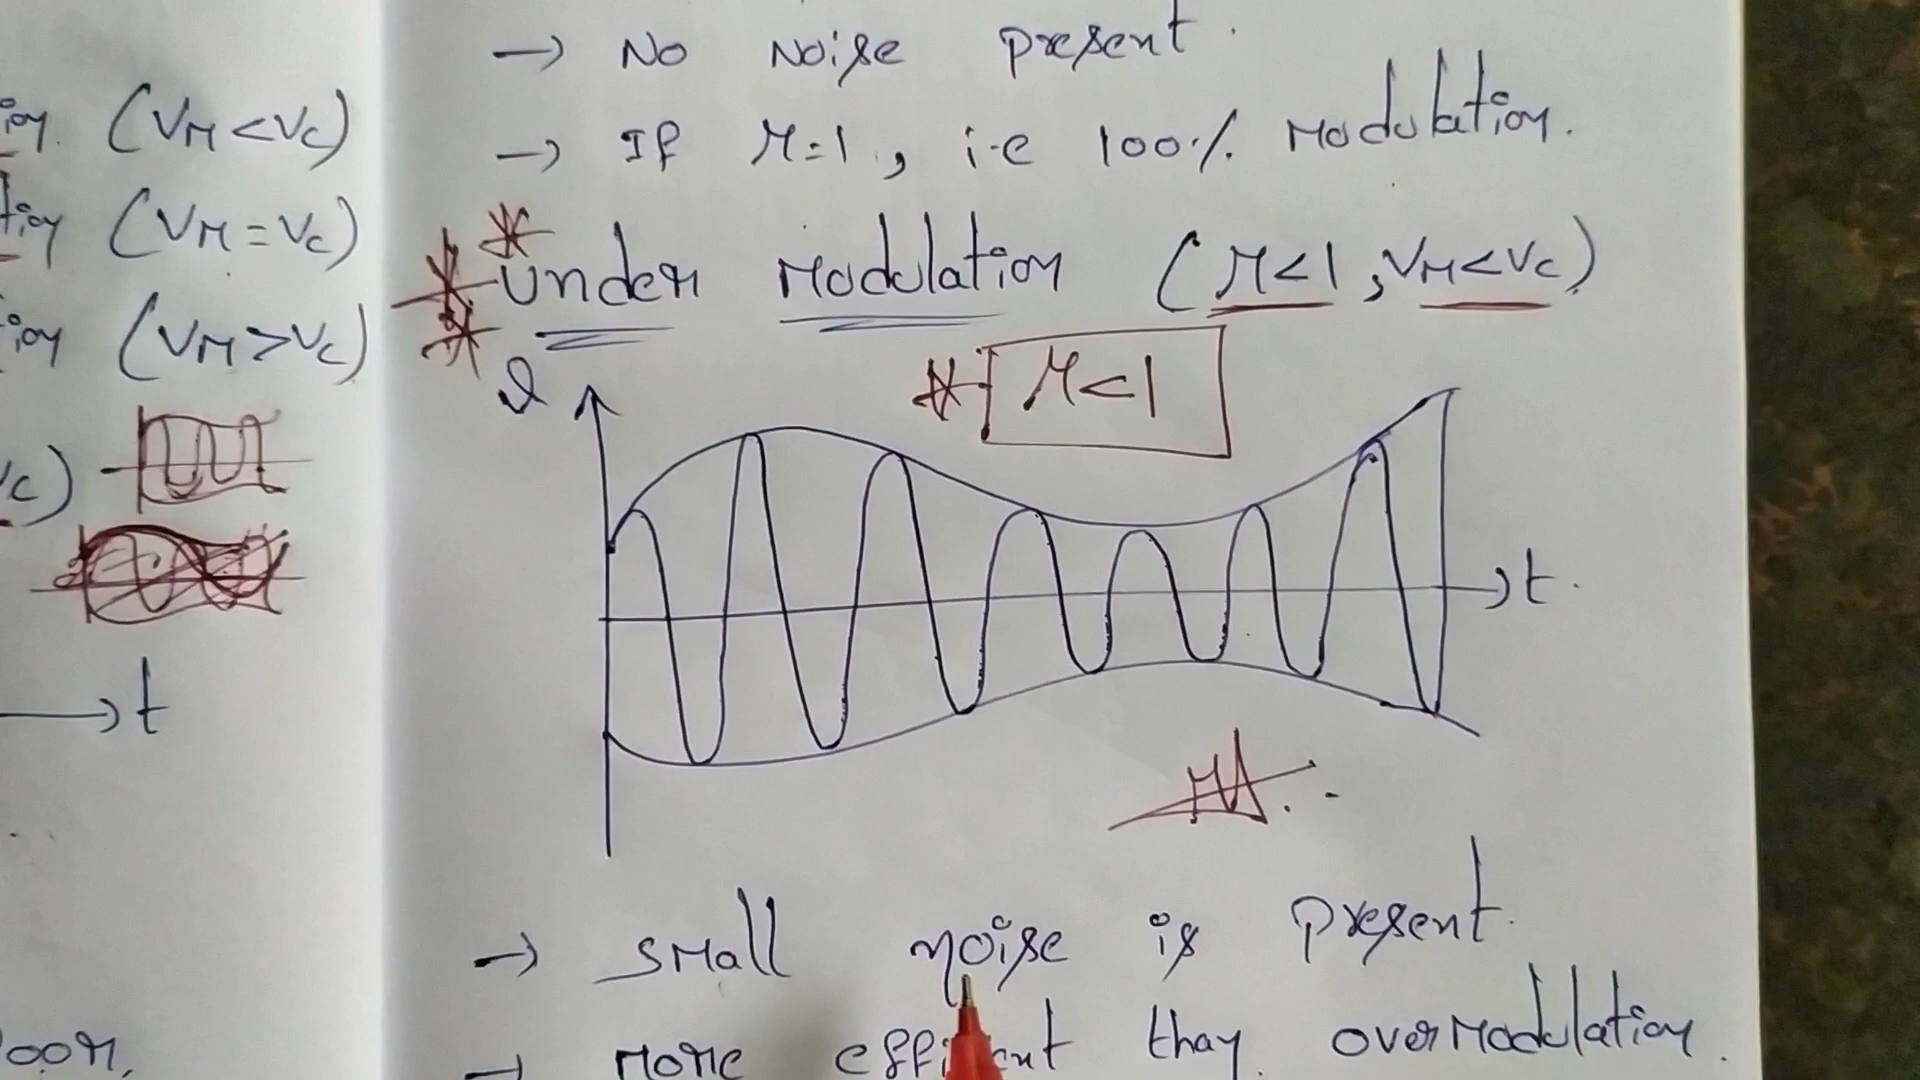 (VM<VC)
(VM=VC)
(VM>VC)
→ t
→ No Noise present.
→ If M=1, i.e 100% Modulation.
Under Modulation (M<1, VM<VC)
M<1
t.
→ small noise is present.
→ More efficient than overmodulation.